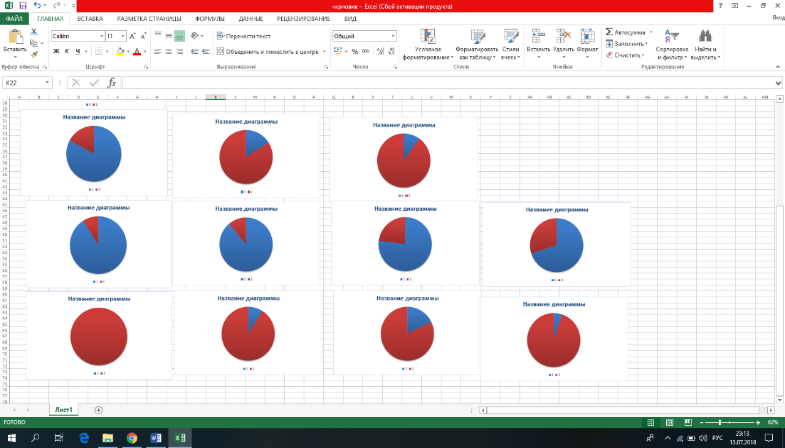 черновик - Excel (Сбой активации продукта)
ФАЙЛ ГЛАВНАЯ ВСТАВКА РАЗМЕТКА СТРАНИЦЫ ФОРМУЛЫ ДАННЫЕ РЕЦЕНЗИРОВАНИЕ ВИД Вход
Вставить
Calibri 11
Ж К Ч
Перенести текст
Объединить и поместить в центре
Общий
Условное форматирование
Форматировать как таблицу
Стили ячеек
Вставить Удалить Формат
Автосумма
Заполнить
Очистить
Сортировка и фильтр
Найти и выделить
Буфер обмена Шрифт Выравнивание Число Стили Ячейки Редактирование
K22
fx
Название диаграммы
Название диаграммы
Название диаграммы
Название диаграммы
Название диаграммы
Название диаграммы
Название диаграммы
Название диаграммы
Название диаграммы
Название диаграммы
Название диаграммы
Лист1
ГОТОВО
62%
РУС
23:13
13.07.2018